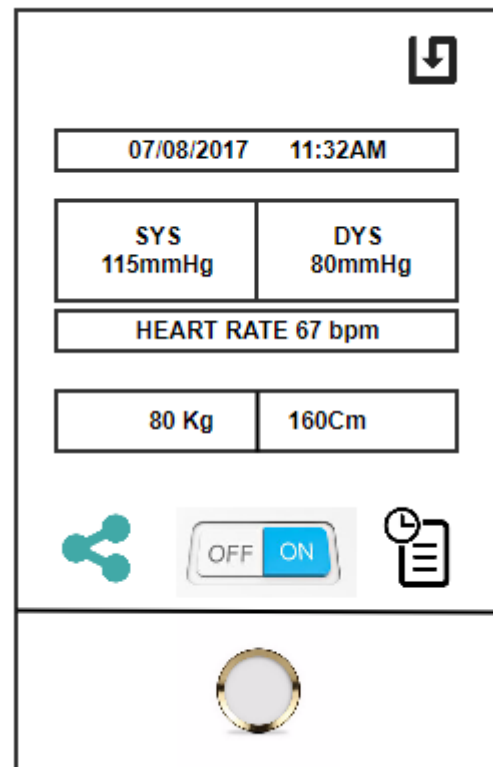 07/08/2017 11:32AM
SYS
115mmHg
DYS
80mmHg
HEART RATE 67 bpm
80 Kg 160Cm
OFF ON